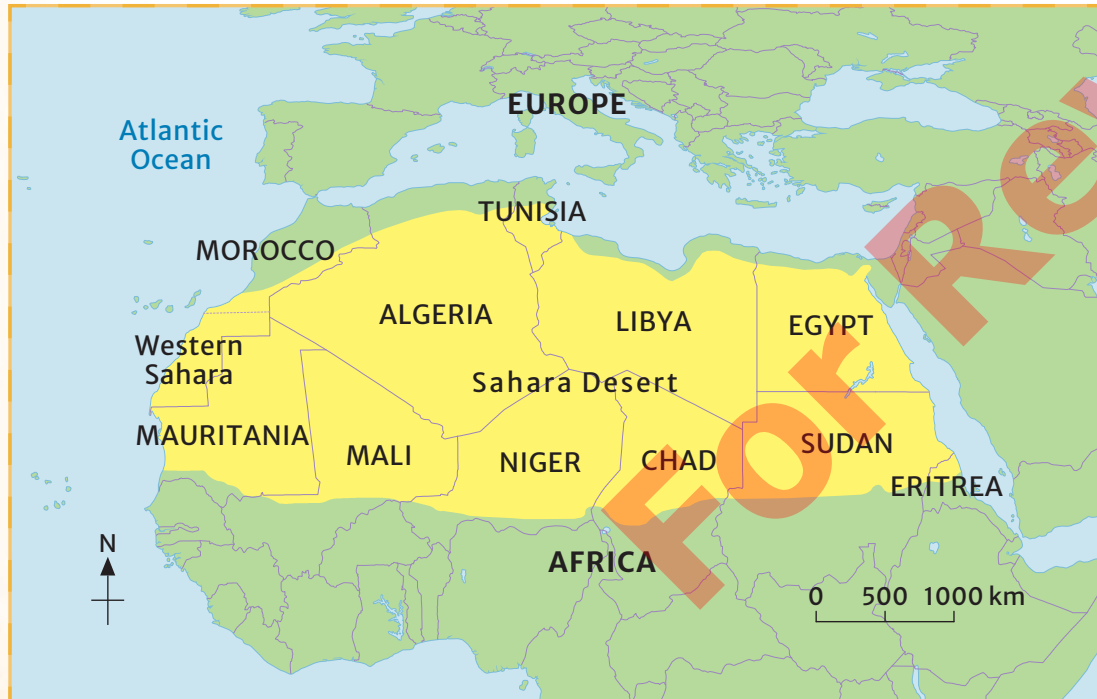 EUROPE
Atlantic
Ocean
TUNISIA
MOROCCO
ALGERIA
LIBYA
EGYPT
Western
Sahara
Sahara Desert
MAURITANIA
MALI
NIGER
CHAD
SUDAN
ERITREA
N
AFRICA
0 500 1000 km
For Re